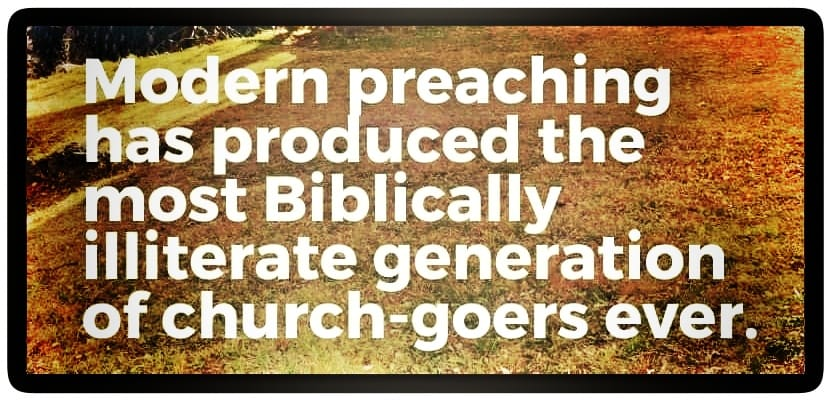 Modern preaching
has produced the
most Biblically
illiterate generation
of church-goers ever.